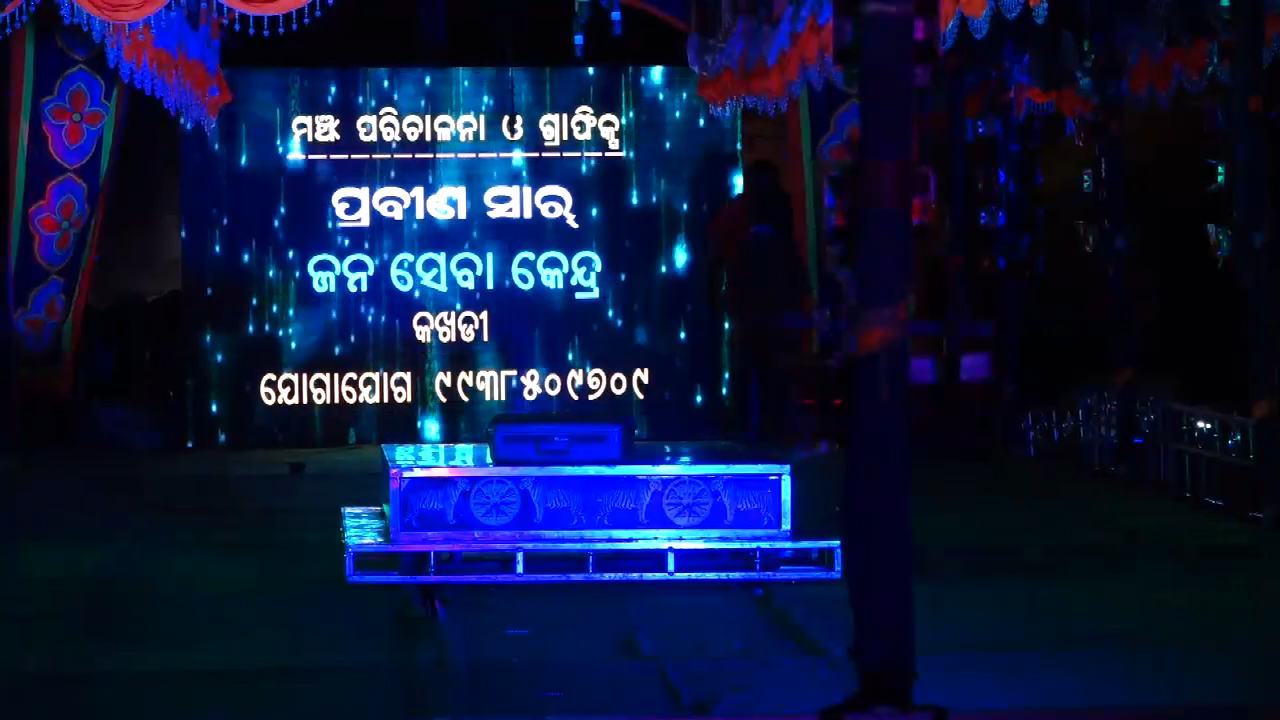 ମଞ୍ଚ ପରିଚାଳନା ଓ ଗ୍ରାଫିକ୍ସ
ପ୍ରବୀଣ ସାର୍
ଜନ ସେବା କେନ୍ଦ୍ର
କଖଡୀ
ଯୋଗାଯୋଗ ୯୯୩୮୫୦୯୭୦୯